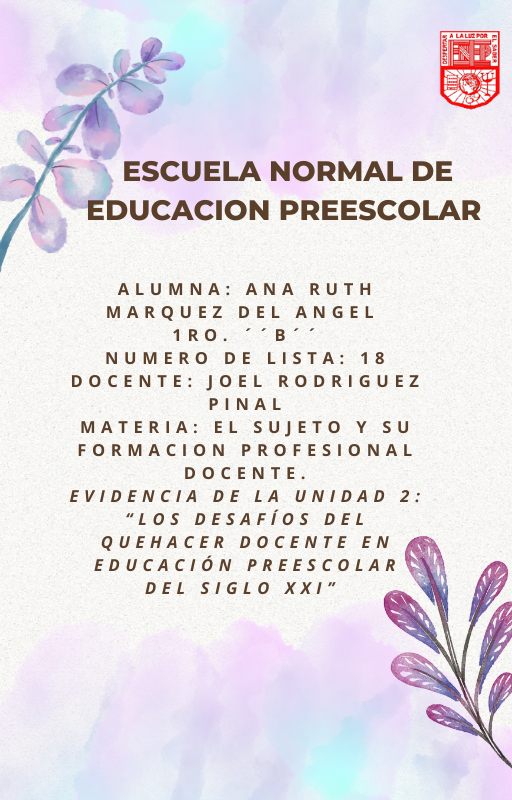 DESPERTAR A LA LUZ POR EL SABER
ENEP
ESCUELA NORMAL DE
EDUCACION PREESCOLAR
ALUMNA: ANA RUTH
MARQUEZ DEL ANGEL
1RO. ´´B´´
NUMERO DE LISTA: 18
DOCENTE: JOEL RODRIGUEZ
PINAL
MATERIA: EL SUJETO Y SU
FORMACION PROFESIONAL
DOCENTE.
EVIDENCIA DE LA UNIDAD 2:
“LOS DESAFÍOS DEL
QUEHACER DOCENTE EN
EDUCACIÓN PREESCOLAR
DEL SIGLO XXI”